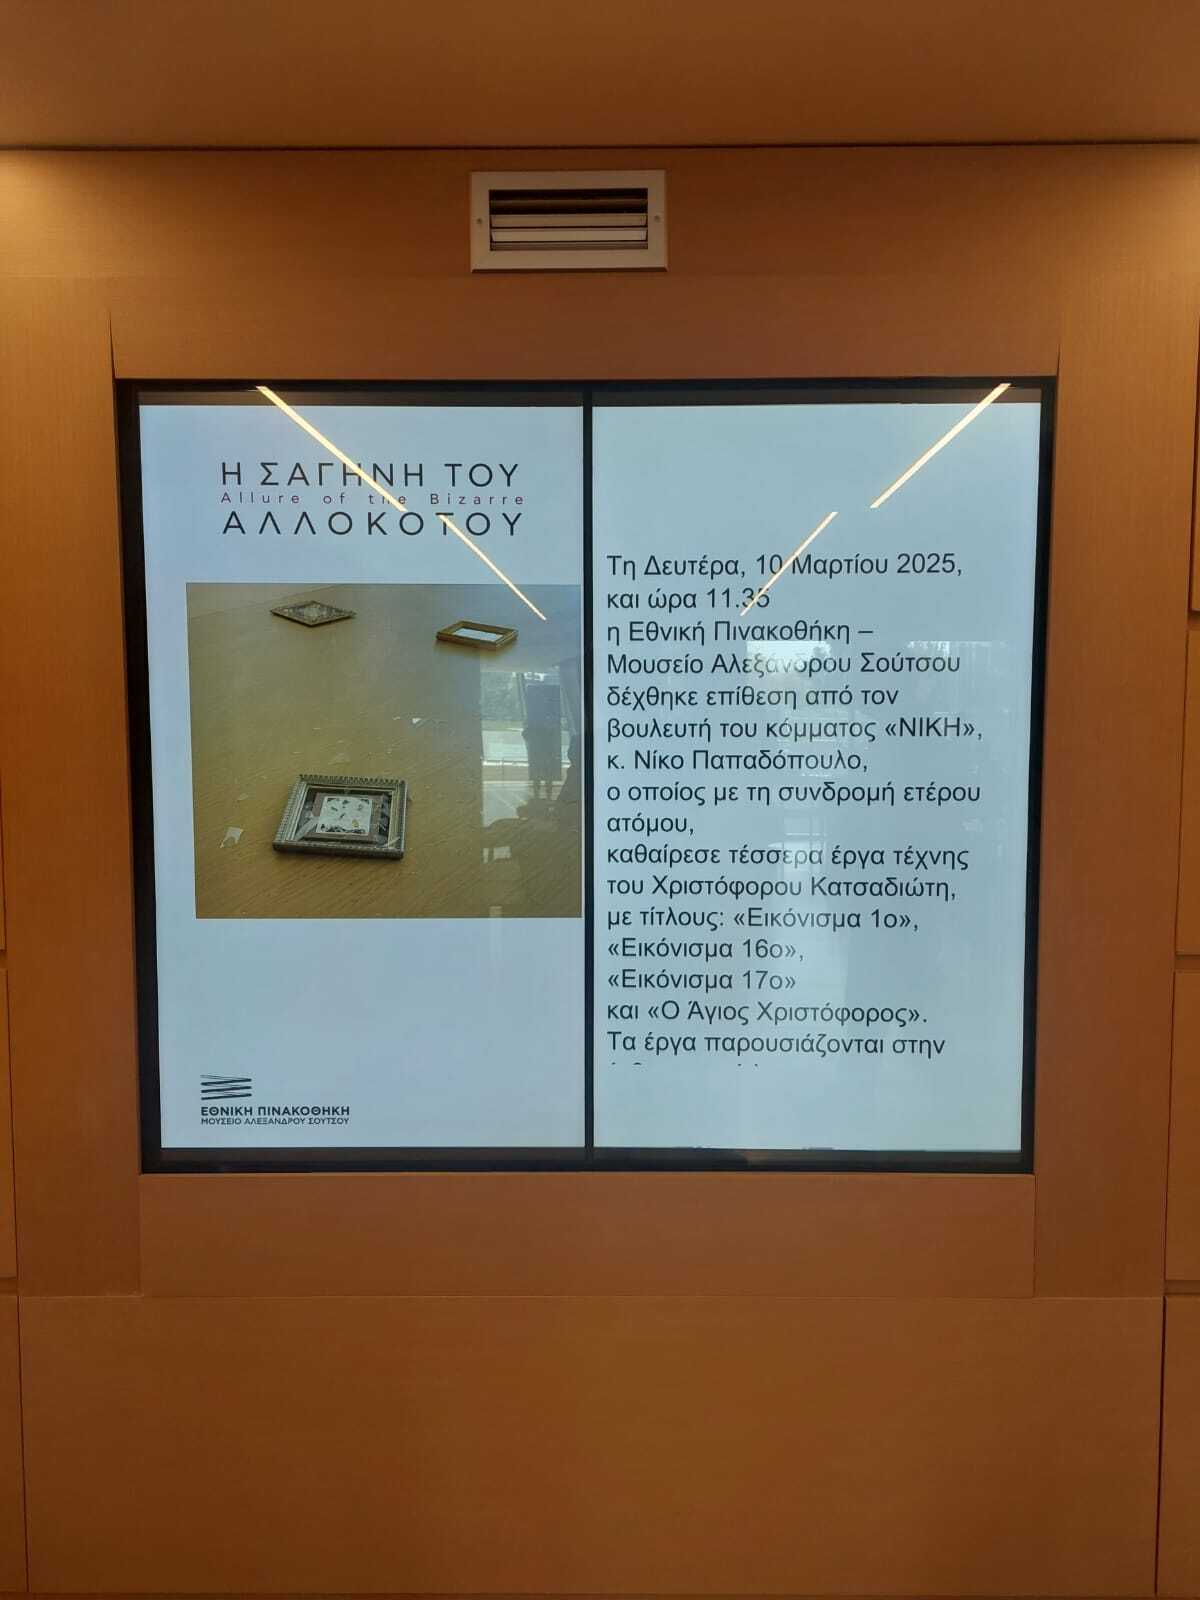 Η ΣΑΓΗΝΗ ΤΟΥ
Allure of the Bizarre
ΑΛΛΟΚΟΤΟΥ
ΕΘΝΙΚΗ ΠΙΝΑΚΟΘΗΚΗ
ΜΟΥΣΕΙΟ ΑΛΕΞΑΝΔΡΟΥ ΣΟΥΤΣΟΥ
Τη Δευτέρα, 10 Μαρτίου 2025,
και ώρα 11.35
η Εθνική Πινακοθήκη –
Μουσείο Αλεξάνδρου Σούτσου
δέχθηκε επίθεση από τον
βουλευτή του κόμματος «ΝΙΚΗ»,
κ. Νίκο Παπαδόπουλο,
ο οποίος με τη συνδρομή ετέρου
ατόμου,
καθαίρεσε τέσσερα έργα τέχνης
του Χριστόφορου Κατσαδιώτη,
με τίτλους: «Εικόνισμα 1ο»,
«Εικόνισμα 16ο»,
«Εικόνισμα 17ο»
και «Ο Άγιος Χριστόφορος».
Τα έργα παρουσιάζονται στην